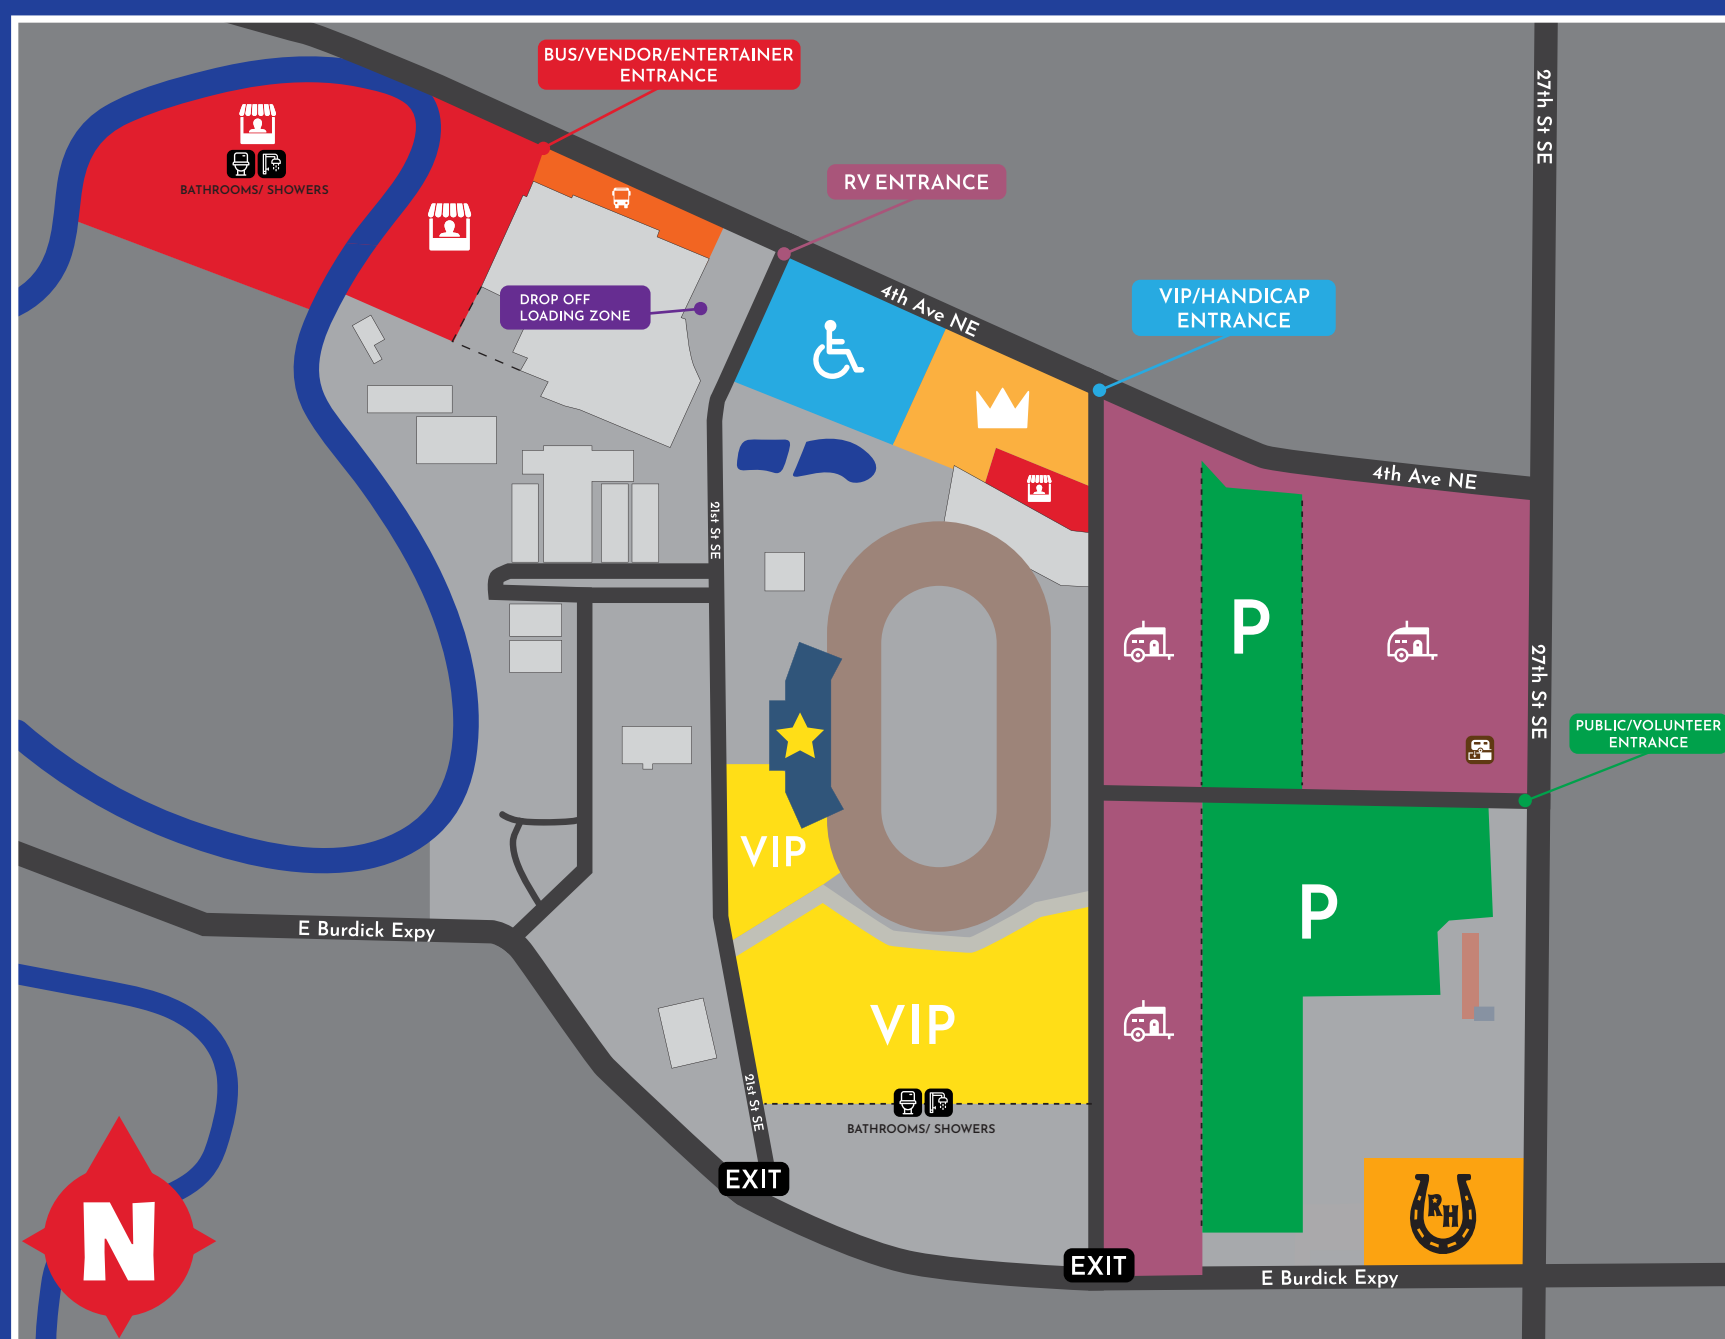 BUS/VENDOR/ENTERTAINER
ENTRANCE
27th St SE
BATHROOMS/ SHOWERS
RV ENTRANCE
DROP OFF
LOADING ZONE
4th Ave NE
VIP/HANDICAP
ENTRANCE
4th Ave NE
21st St SE
P
27th St SE
PUBLIC/VOLUNTEER
ENTRANCE
VIP
P
E Burdick Expy
VIP
21st St SE
BATHROOMS/ SHOWERS
EXIT
RH
N
EXIT
E Burdick Expy